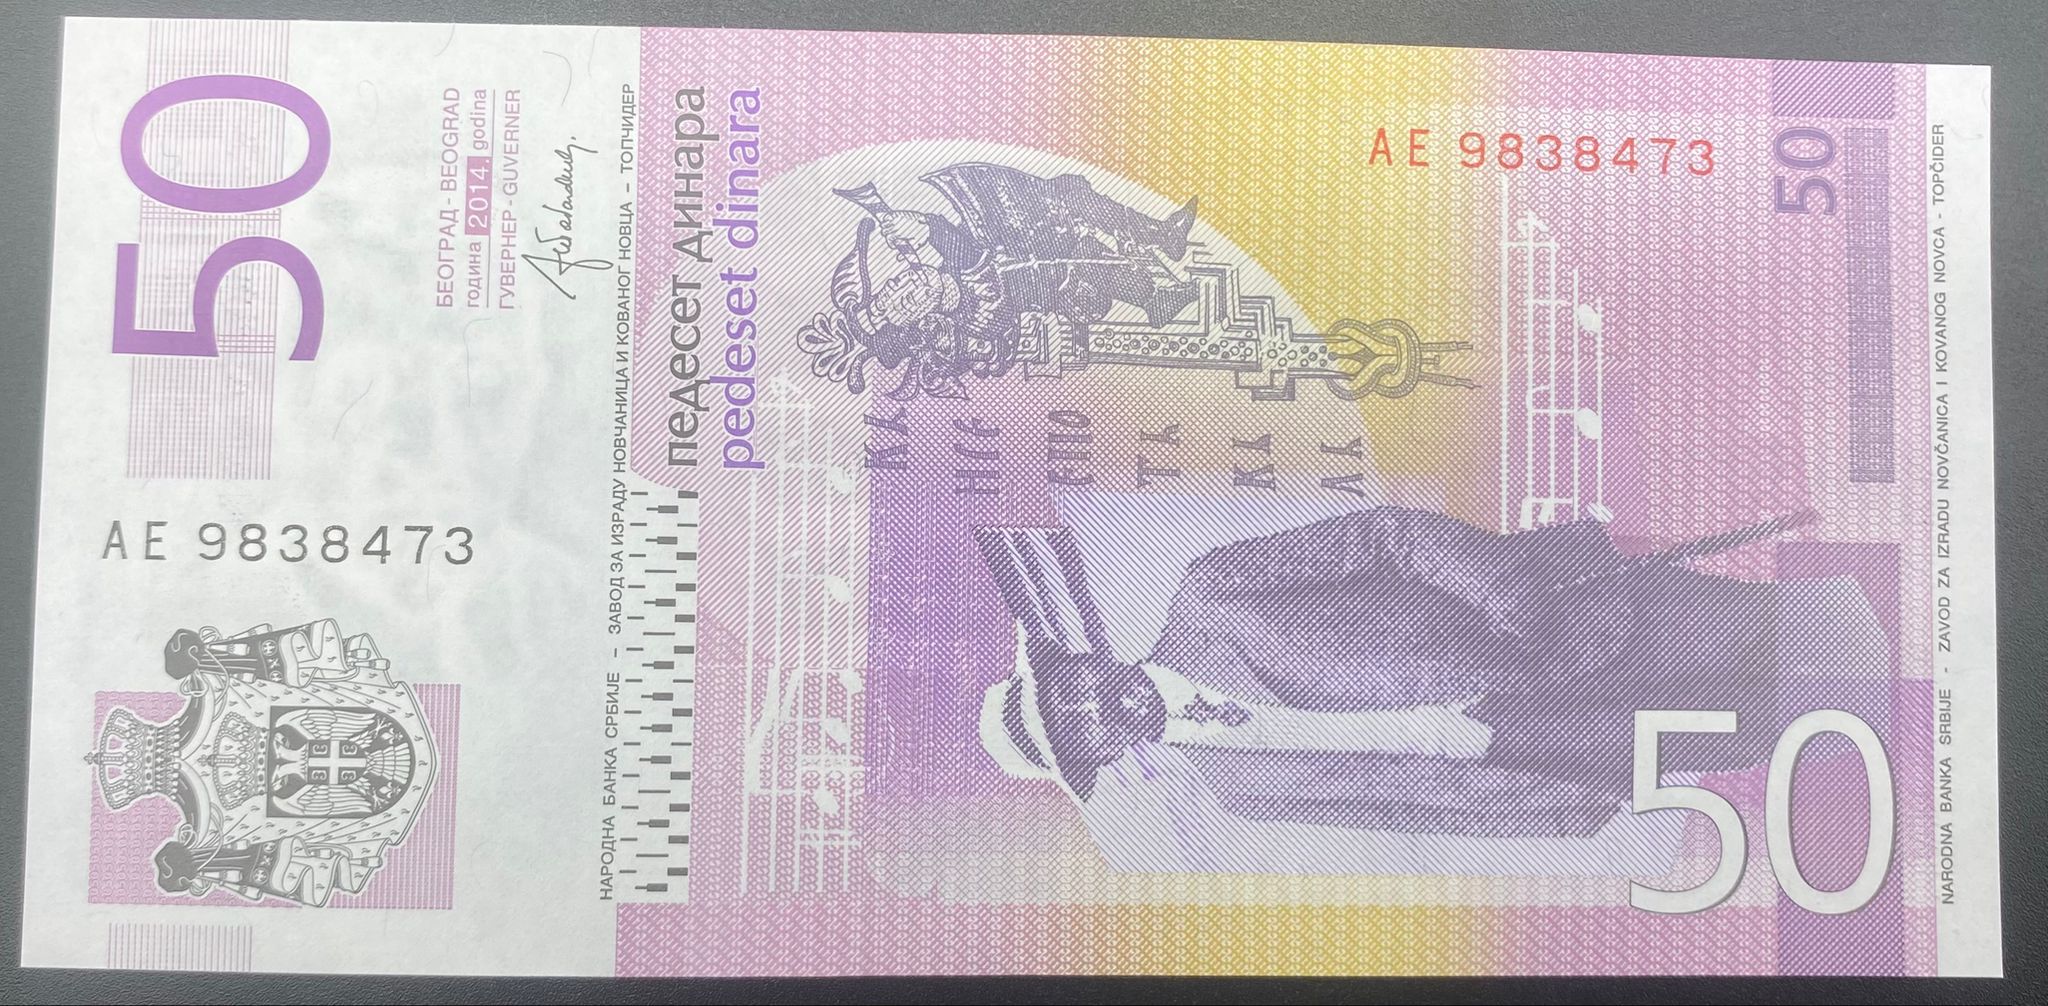 50
БЕОГРАД - BEOGRAD
година 2014. godina
ГУВЕРНЕР - GUVERNER
AE 9838473
НАРОДНА БАНКА СРБИЈЕ - ЗАВОД ЗА ИЗРАДУ НОВЧАНИЦА И КОВАНОГ НОВЦА - ТОПЧИДЕР
педесет динара
pedeset dinara
AE 9838473
50
50
NARODNA BANKA SRBIJE - ZAVOD ZA IZRADU NOVČANICA I KOVANOG NOVCA - TOPČIDER